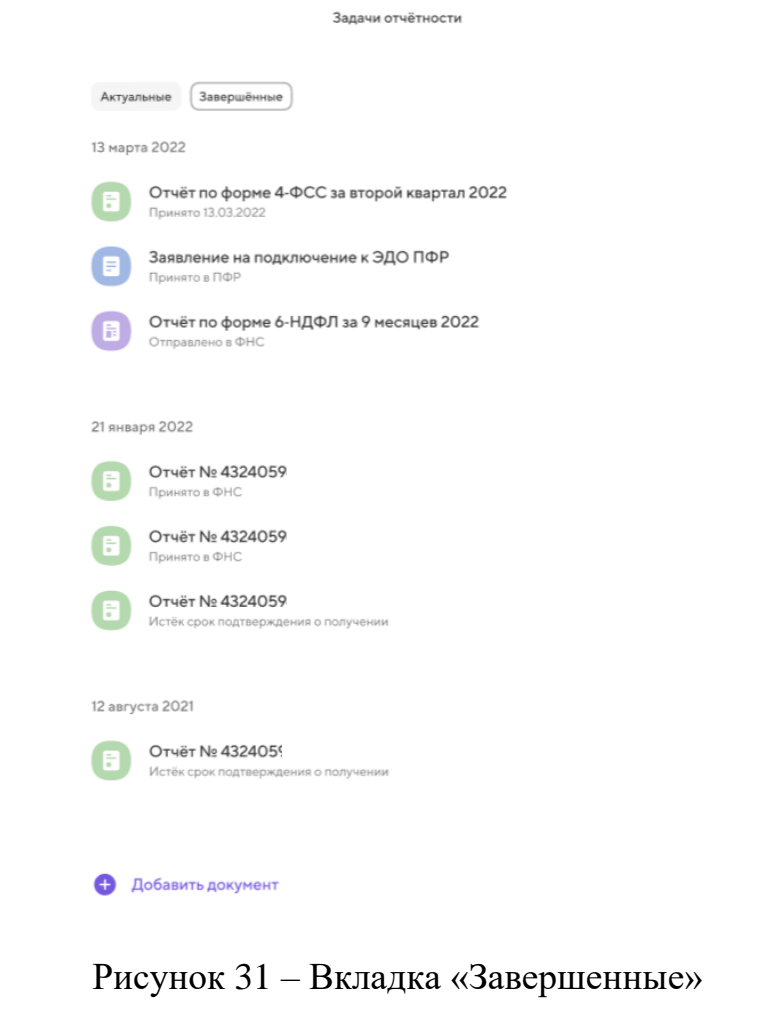 Задачи отчётности
Актуальные Завершённые
13 марта 2022
Отчёт по форме 4-ФСС за второй квартал 2022
Принято 13.03.2022
Заявление на подключение к ЭДО ПФР
Принято в ПФР
Отчёт по форме 6-НДФЛ за 9 месяцев 2022
Отправлено в ФНС
21 января 2022
Отчёт № 4324059
Принято в ФНС
Отчёт № 4324059
Принято в ФНС
Отчёт № 4324059
Истёк срок подтверждения о получении
12 августа 2021
Отчёт № 4324059
Истёк срок подтверждения о получении
Добавить документ
Рисунок 31 – Вкладка «Завершенные»